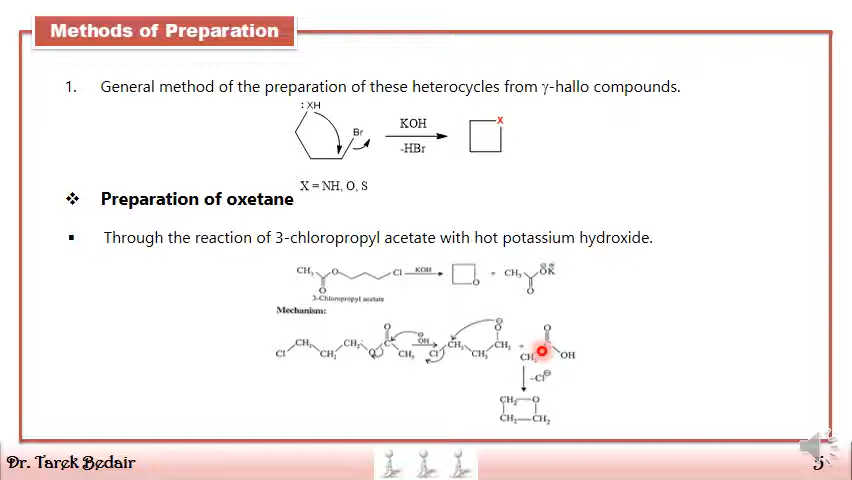 Methods of Preparation
1. General method of the preparation of these heterocycles from γ-hallo compounds.
:XH
Br
KOH
-HBr
X
X = NH, O, S
❖ Preparation of oxetane
▪ Through the reaction of 3-chloropropyl acetate with hot potassium hydroxide.
CH3 O Cl KOH O + CH3 OK
O O
3-Chloropropyl acetate
Mechanism:
O O O
Cl CH2 CH2 CH2 O C CH3 OH Cl CH2 CH2 CH2 + CH3 OH
-Cl
CH2 O
CH2 CH2
Dr. Tarek Bedair
5